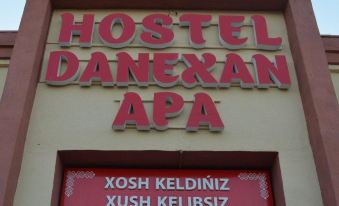 HOSTEL
DANEXAN
APA
XOSH KELDIŃIZ
XUSH KELIBSIZ